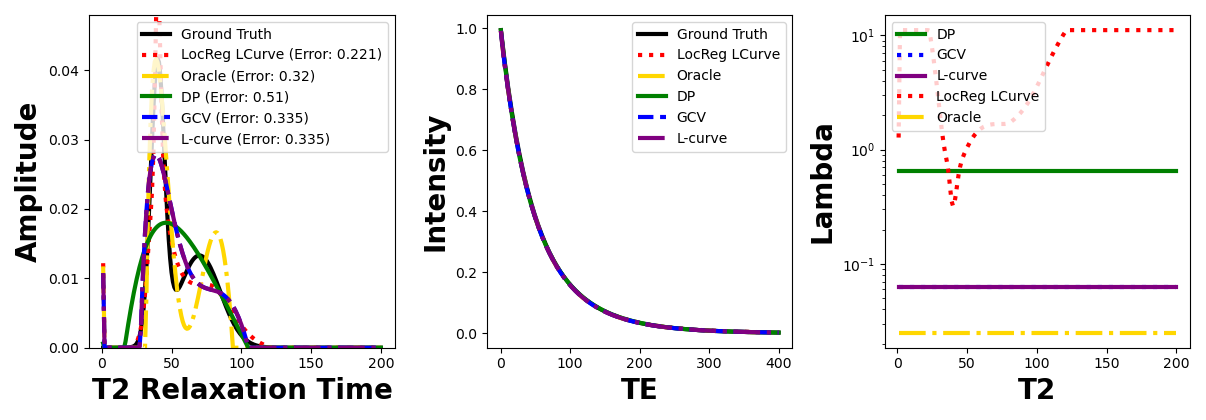 Amplitude
0.04
0.03
0.02
0.01
0.00
0
50
100
150
200
T2 Relaxation Time
Ground Truth
LocReg LCurve (Error: 0.221)
Oracle (Error: 0.32)
DP (Error: 0.51)
GCV (Error: 0.335)
L-curve (Error: 0.335)
Intensity
1.0
0.8
0.6
0.4
0.2
0.0
0
100
200
300
400
TE
Ground Truth
LocReg LCurve
Oracle
DP
GCV
L-curve
Lambda
10¹
10⁰
10⁻¹
0
50
100
150
200
T2
DP
GCV
L-curve
LocReg LCurve
Oracle